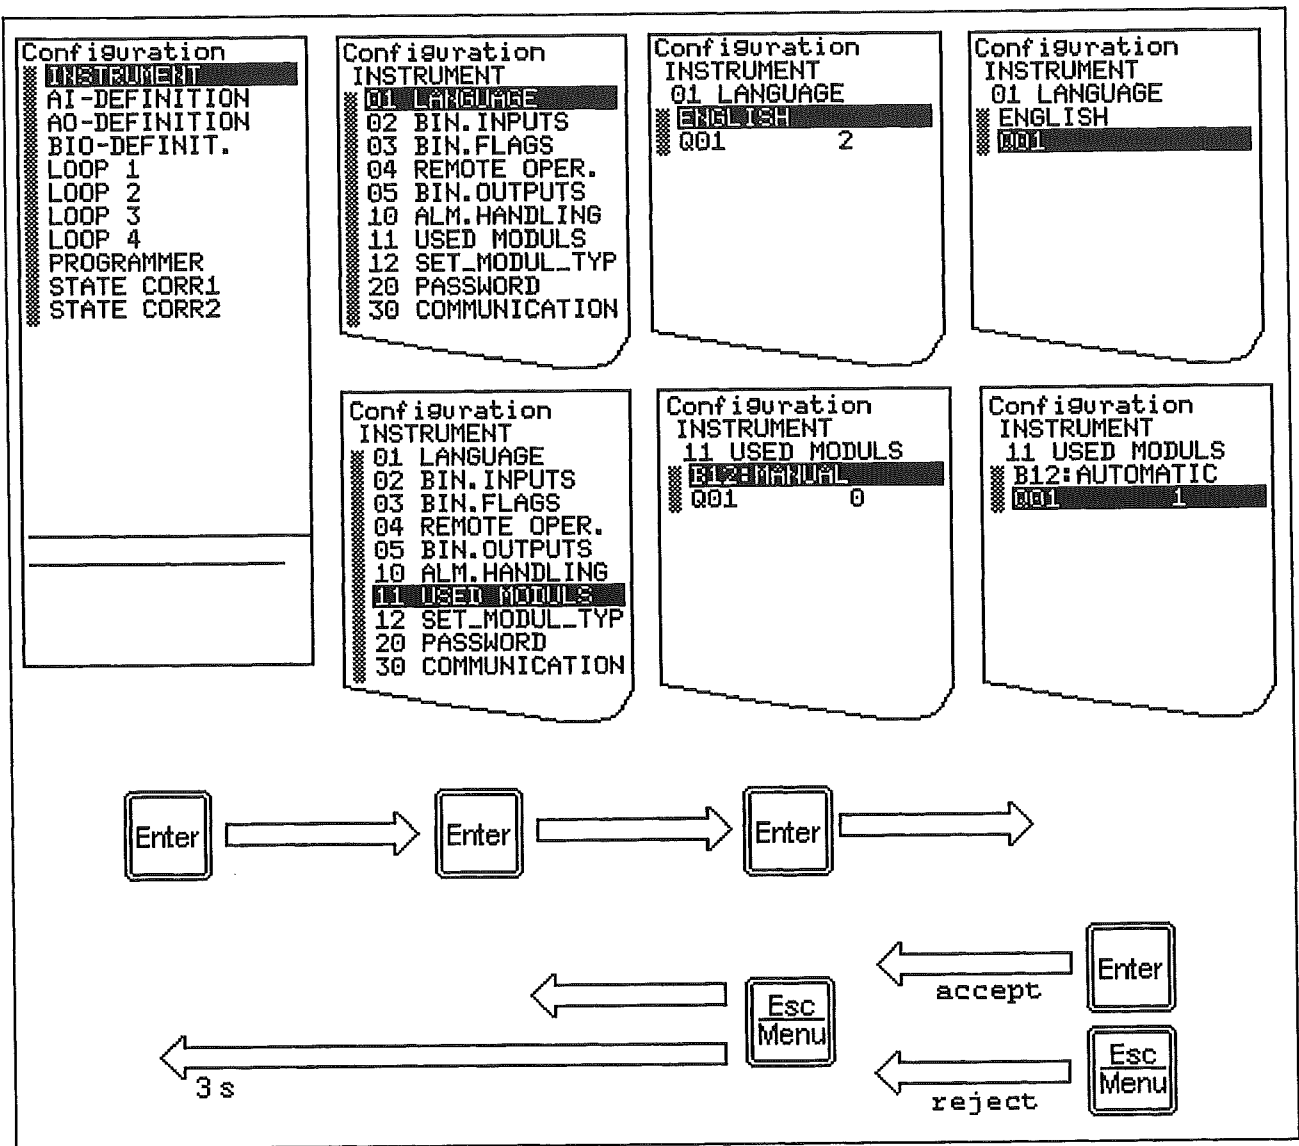 Configuration
INSTRUMENT
AI-DEFINITION
AO-DEFINITION
BIO-DEFINIT.
LOOP 1
LOOP 2
LOOP 3
LOOP 4
PROGRAMMER
STATE CORR1
STATE CORR2
Configuration
INSTRUMENT
01 LANGUAGE
02 BIN.INPUTS
03 BIN.FLAGS
04 REMOTE OPER.
05 BIN.OUTPUTS
10 ALM.HANDLING
11 USED MODULS
12 SET_MODUL_TYP
20 PASSWORD
30 COMMUNICATION
Configuration
INSTRUMENT
01 LANGUAGE
ENGLISH
Q01 2
Configuration
INSTRUMENT
01 LANGUAGE
ENGLISH
Q01
Configuration
INSTRUMENT
01 LANGUAGE
02 BIN.INPUTS
03 BIN.FLAGS
04 REMOTE OPER.
05 BIN.OUTPUTS
10 ALM.HANDLING
11 USED MODULS
12 SET_MODUL_TYP
20 PASSWORD
30 COMMUNICATION
Configuration
INSTRUMENT
11 USED MODULS
B12:MANUAL
Q01 0
Configuration
INSTRUMENT
11 USED MODULS
B12:AUTOMATIC
Q01 1
Enter
Enter
Enter
Enter
accept
Esc
Menu
3 s
Esc
Menu
reject